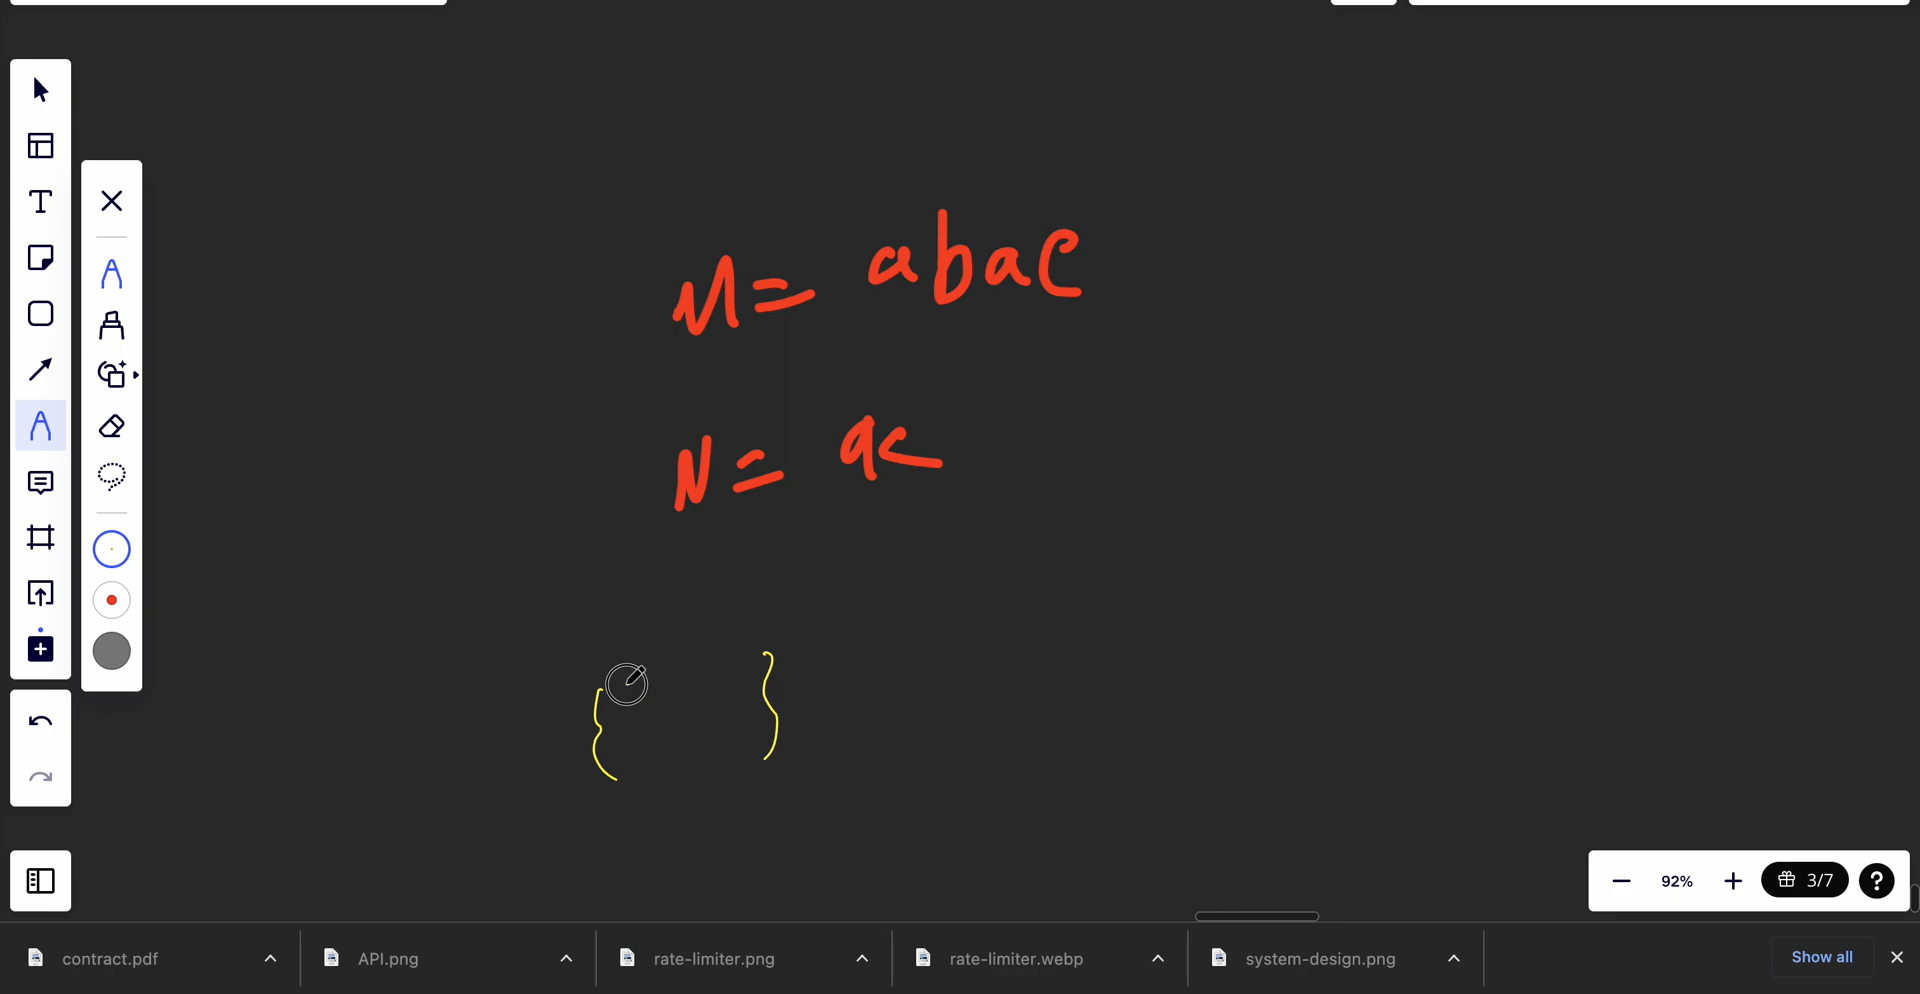 M= abac
N= ac
{ }
T
92%
3/7
?
contract.pdf
API.png
rate-limiter.png
rate-limiter.webp
system-design.png
Show all